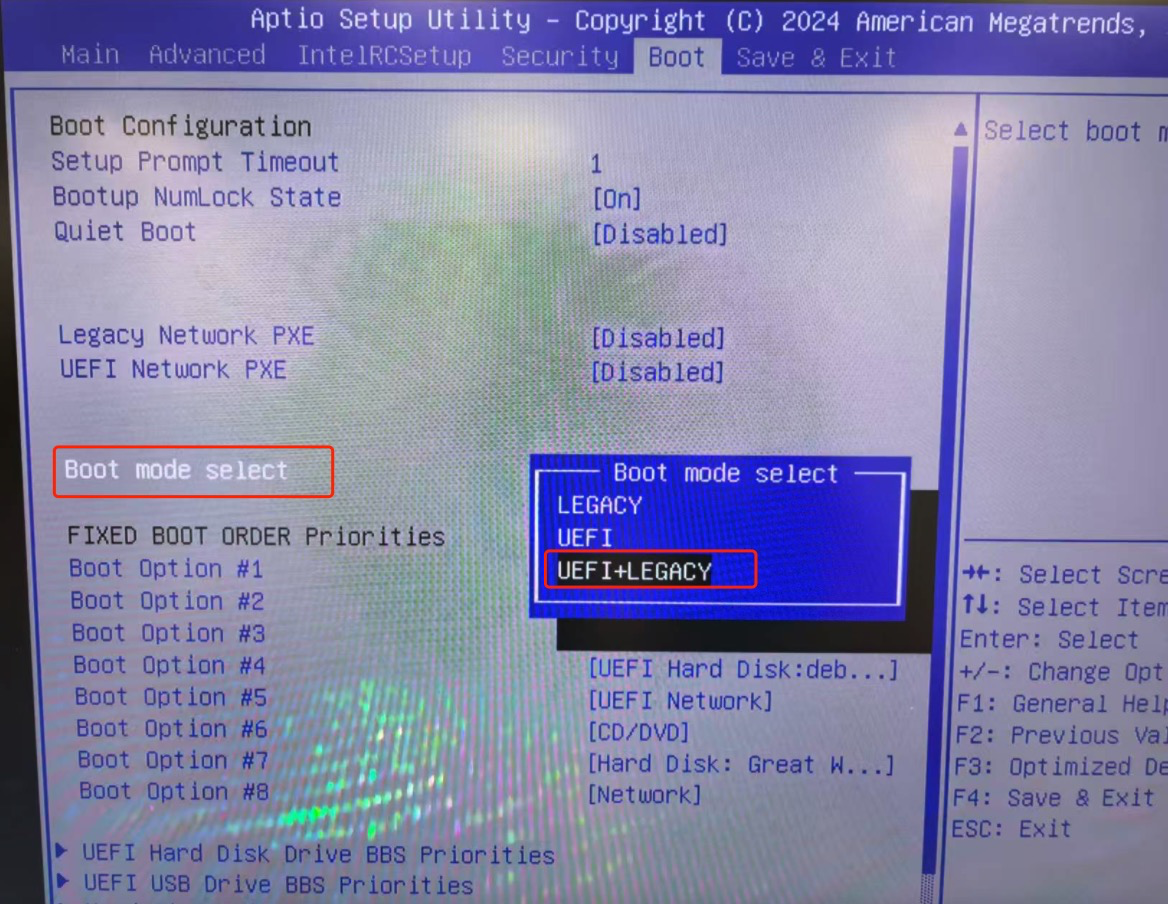 Aptio Setup Utility – Copyright (C) 2024 American Megatrends,
Main Advanced IntelRCSetup Security Boot Save & Exit
Boot Configuration
Setup Prompt Timeout 1
Bootup NumLock State [On]
Quiet Boot [Disabled]
Legacy Network PXE [Disabled]
UEFI Network PXE [Disabled]
Boot mode select
FIXED BOOT ORDER Priorities
Boot Option #1
Boot Option #2
Boot Option #3
Boot Option #4 [UEFI Hard Disk:deb...]
Boot Option #5 [UEFI Network]
Boot Option #6 [CD/DVD]
Boot Option #7 [Hard Disk: Great W...]
Boot Option #8 [Network]
UEFI Hard Disk Drive BBS Priorities
UEFI USB Drive BBS Priorities
Boot mode select
LEGACY
UEFI
UEFI+LEGACY
Select boot m
→←: Select Scre
↑↓: Select Item
Enter: Select
+/-: Change Opt
F1: General Help
F2: Previous Val
F3: Optimized De
F4: Save & Exit
ESC: Exit